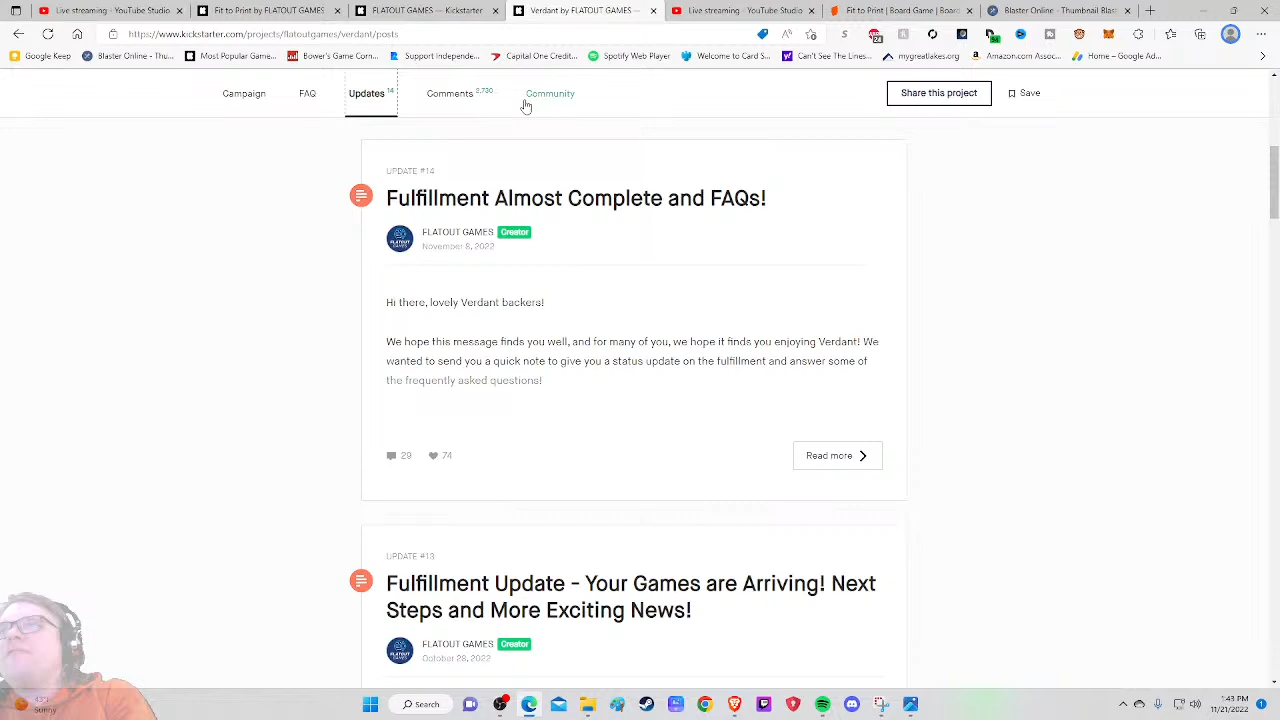 Live streaming - YouTube Studio
Fit to Print by FLATOUT GAMES
FLATOUT GAMES — Kickstarter
Verdant by FLATOUT GAMES —
Live streaming - YouTube Studio
Fit to Print | Board Game |
Blaster Online - Thumbnail Blas
https://www.kickstarter.com/projects/flatoutgames/verdant/posts
Google Keep
Blaster Online - Thu...
Most Popular Game...
Bower's Game Com...
Support Independe...
Capital One Credit...
Spotify Web Player
Welcome to Card S...
Can't See The Lines...
mygreatlakes.org
Amazon.com Assoc...
Home - Google Ad...
Campaign
FAQ
Updates 14
Comments 2,730
Community
Share this project
Save
UPDATE #14
Fulfillment Almost Complete and FAQs!
FLATOUT GAMES Creator
November 8, 2022
Hi there, lovely Verdant backers!
We hope this message finds you well, and for many of you, we hope it finds you enjoying Verdant! We
wanted to send you a quick note to give you a status update on the fulfillment and answer some of
the frequently asked questions!
29
74
Read more
UPDATE #13
Fulfillment Update - Your Games are Arriving! Next
Steps and More Exciting News!
FLATOUT GAMES Creator
October 28, 2022
Sunny
Search
1:43 PM
11/21/2022